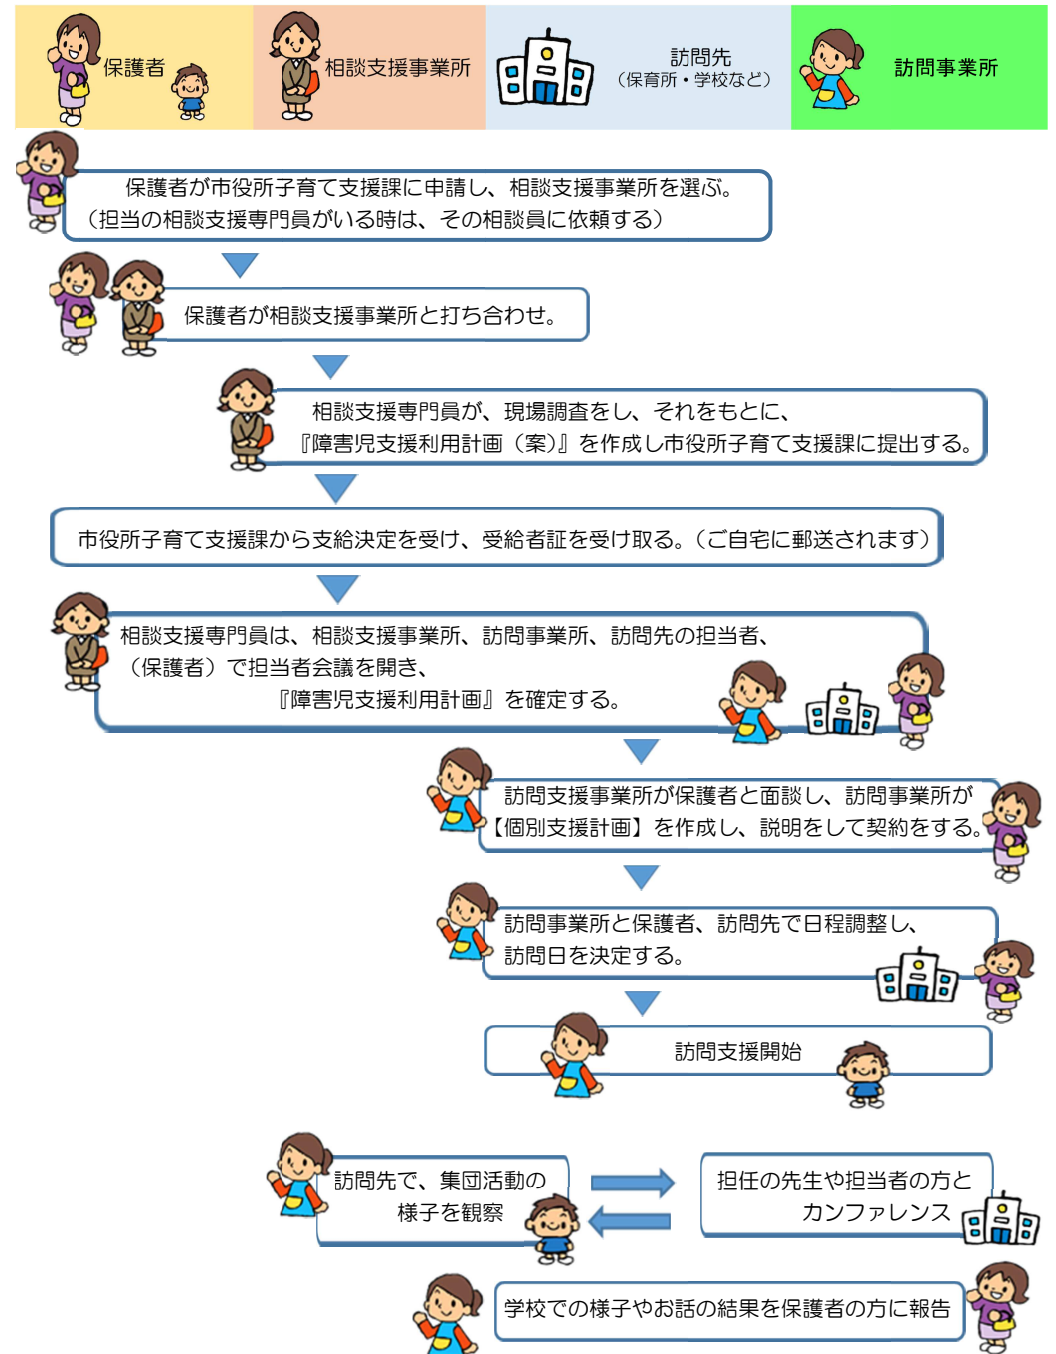 保護者
相談支援事業所
訪問先
（保育所・学校など）
訪問事業所
保護者が市役所子育て支援課に申請し、相談支援事業所を選ぶ。
（担当の相談支援専門員がいる時は、その相談員に依頼する）
保護者が相談支援事業所と打ち合わせ。
相談支援専門員が、現場調査をし、それをもとに、
『障害児支援利用計画（案）』を作成し市役所子育て支援課に提出する。
市役所子育て支援課から支給決定を受け、受給者証を受け取る。（ご自宅に郵送されます）
相談支援専門員は、相談支援事業所、訪問事業所、訪問先の担当者、
（保護者）で担当者会議を開き、
『障害児支援利用計画』を確定する。
訪問支援事業所が保護者と面談し、訪問事業所が
【個別支援計画】を作成し、説明をして契約をする。
訪問事業所と保護者、訪問先で日程調整し、
訪問日を決定する。
訪問支援開始
訪問先で、集団活動の
様子を観察
担任の先生や担当者の方と
カンファレンス
学校での様子やお話の結果を保護者の方に報告